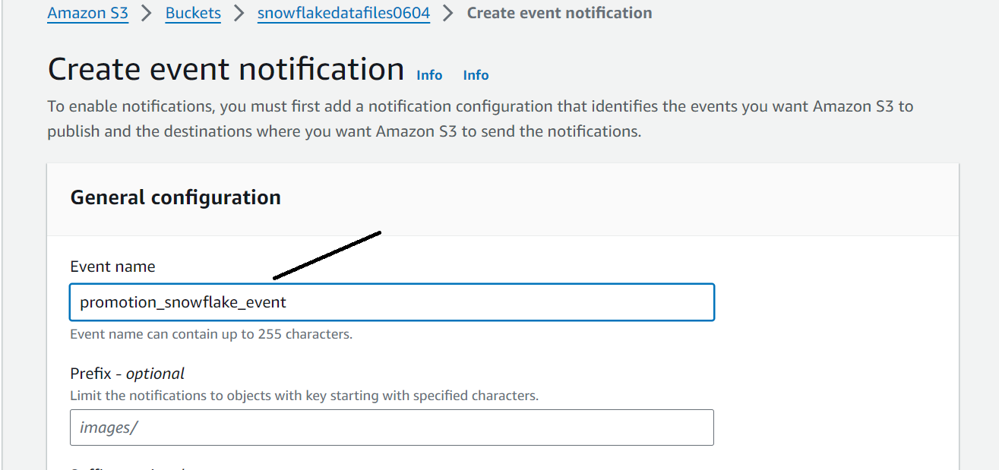 Amazon S3 > Buckets > snowflakedatafiles0604 > Create event notification
Create event notification Info Info
To enable notifications, you must first add a notification configuration that identifies the events you want Amazon S3 to
publish and the destinations where you want Amazon S3 to send the notifications.
General configuration
Event name
promotion_snowflake_event
Event name can contain up to 255 characters.
Prefix - optional
Limit the notifications to objects with key starting with specified characters.
images/